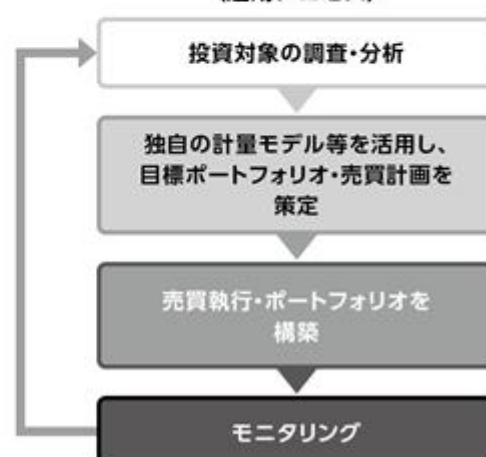 投資対象の調査・分析
独自の計量モデル等を活用し、
目標ポートフォリオ・売買計画を
策定
売買執行・ポートフォリオを
構築
モニタリング